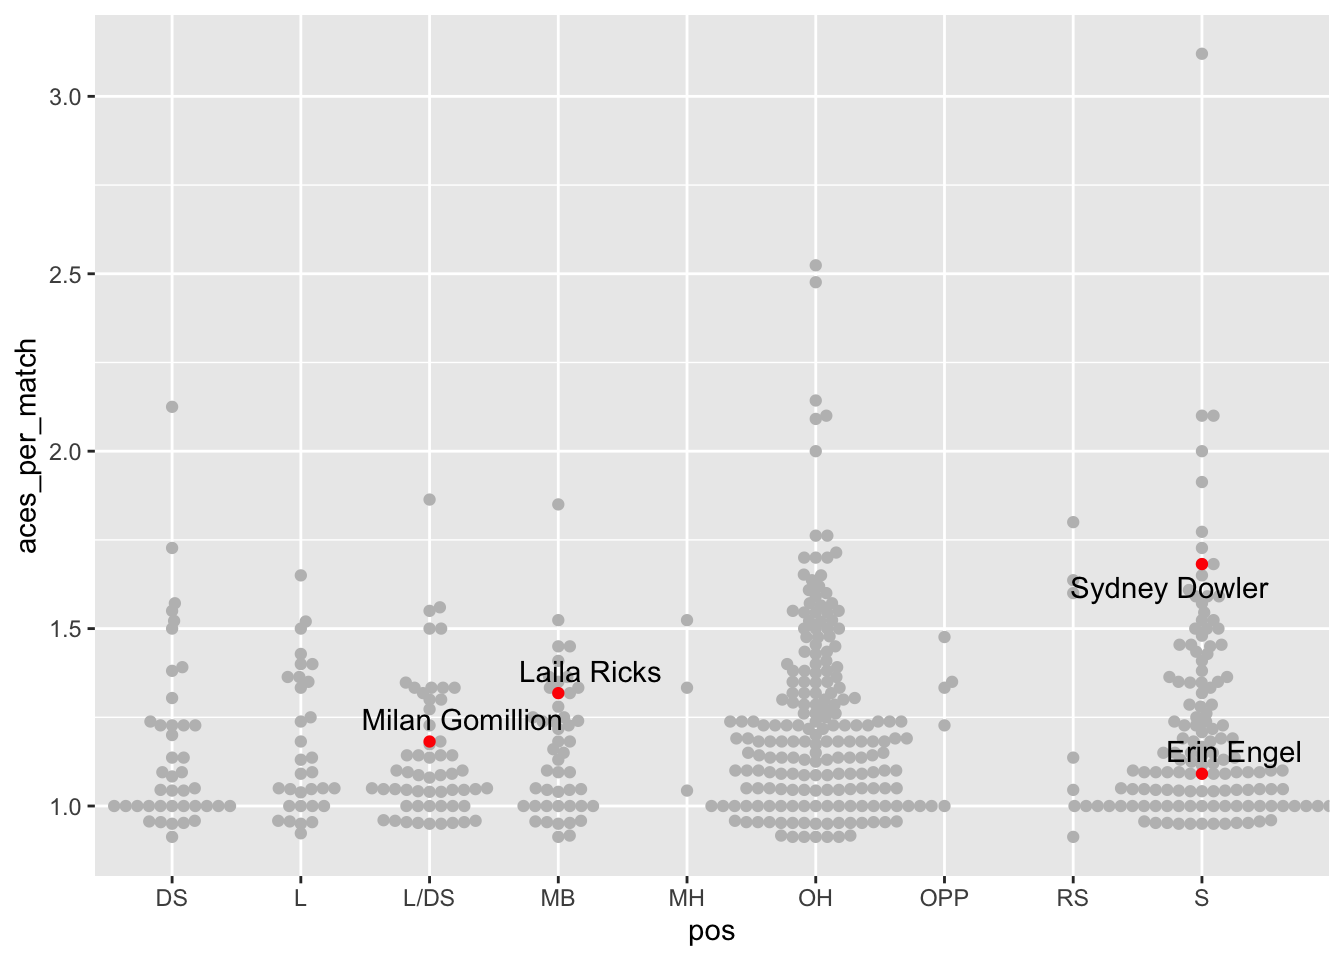 3.0
2.5
2.0
1.5
1.0
aces_per_match
Sydney Dowler
Laila Ricks
Milan Gomillion
Erin Engel
DS L L/DS MB MH OH OPP RS S
pos